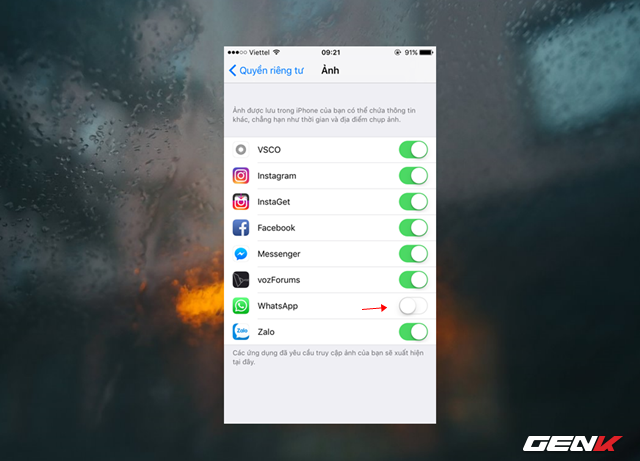 Viettel 09:21 91%
Quyền riêng tư Ảnh
Ảnh được lưu trong iPhone của bạn có thể chứa thông tin
khác, chẳng hạn như thời gian và địa điểm chụp ảnh.
VSCO
Instagram
InstaGet
Facebook
Messenger
vozForums
WhatsApp
Zalo Zalo
Các ứng dụng đã yêu cầu truy cập ảnh của bạn sẽ xuất hiện
tại đây.
GENK